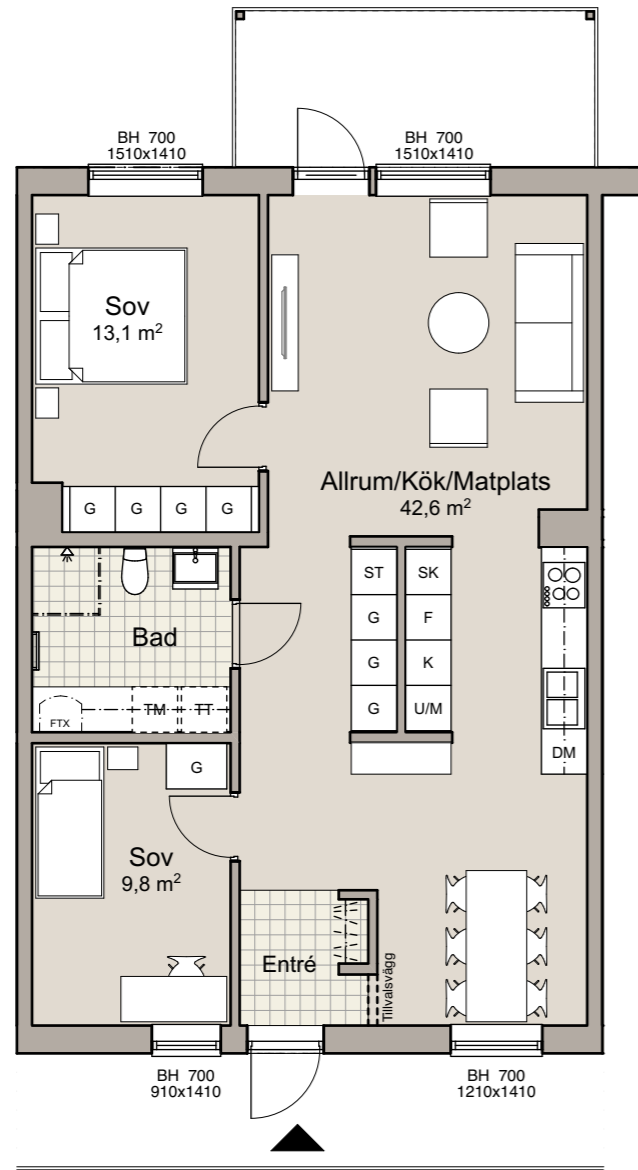 BH 700
1510x1410
BH 700
1510x1410
Sov
13,1 m²
Allrum/Kök/Matplats
42,6 m²
G G G G
ST SK
G F
G K
G U/M
Bad
FTX TM TT
DM
G
Sov
9,8 m²
Entré
Tillvalsvägg
BH 700
910x1410
BH 700
1210x1410